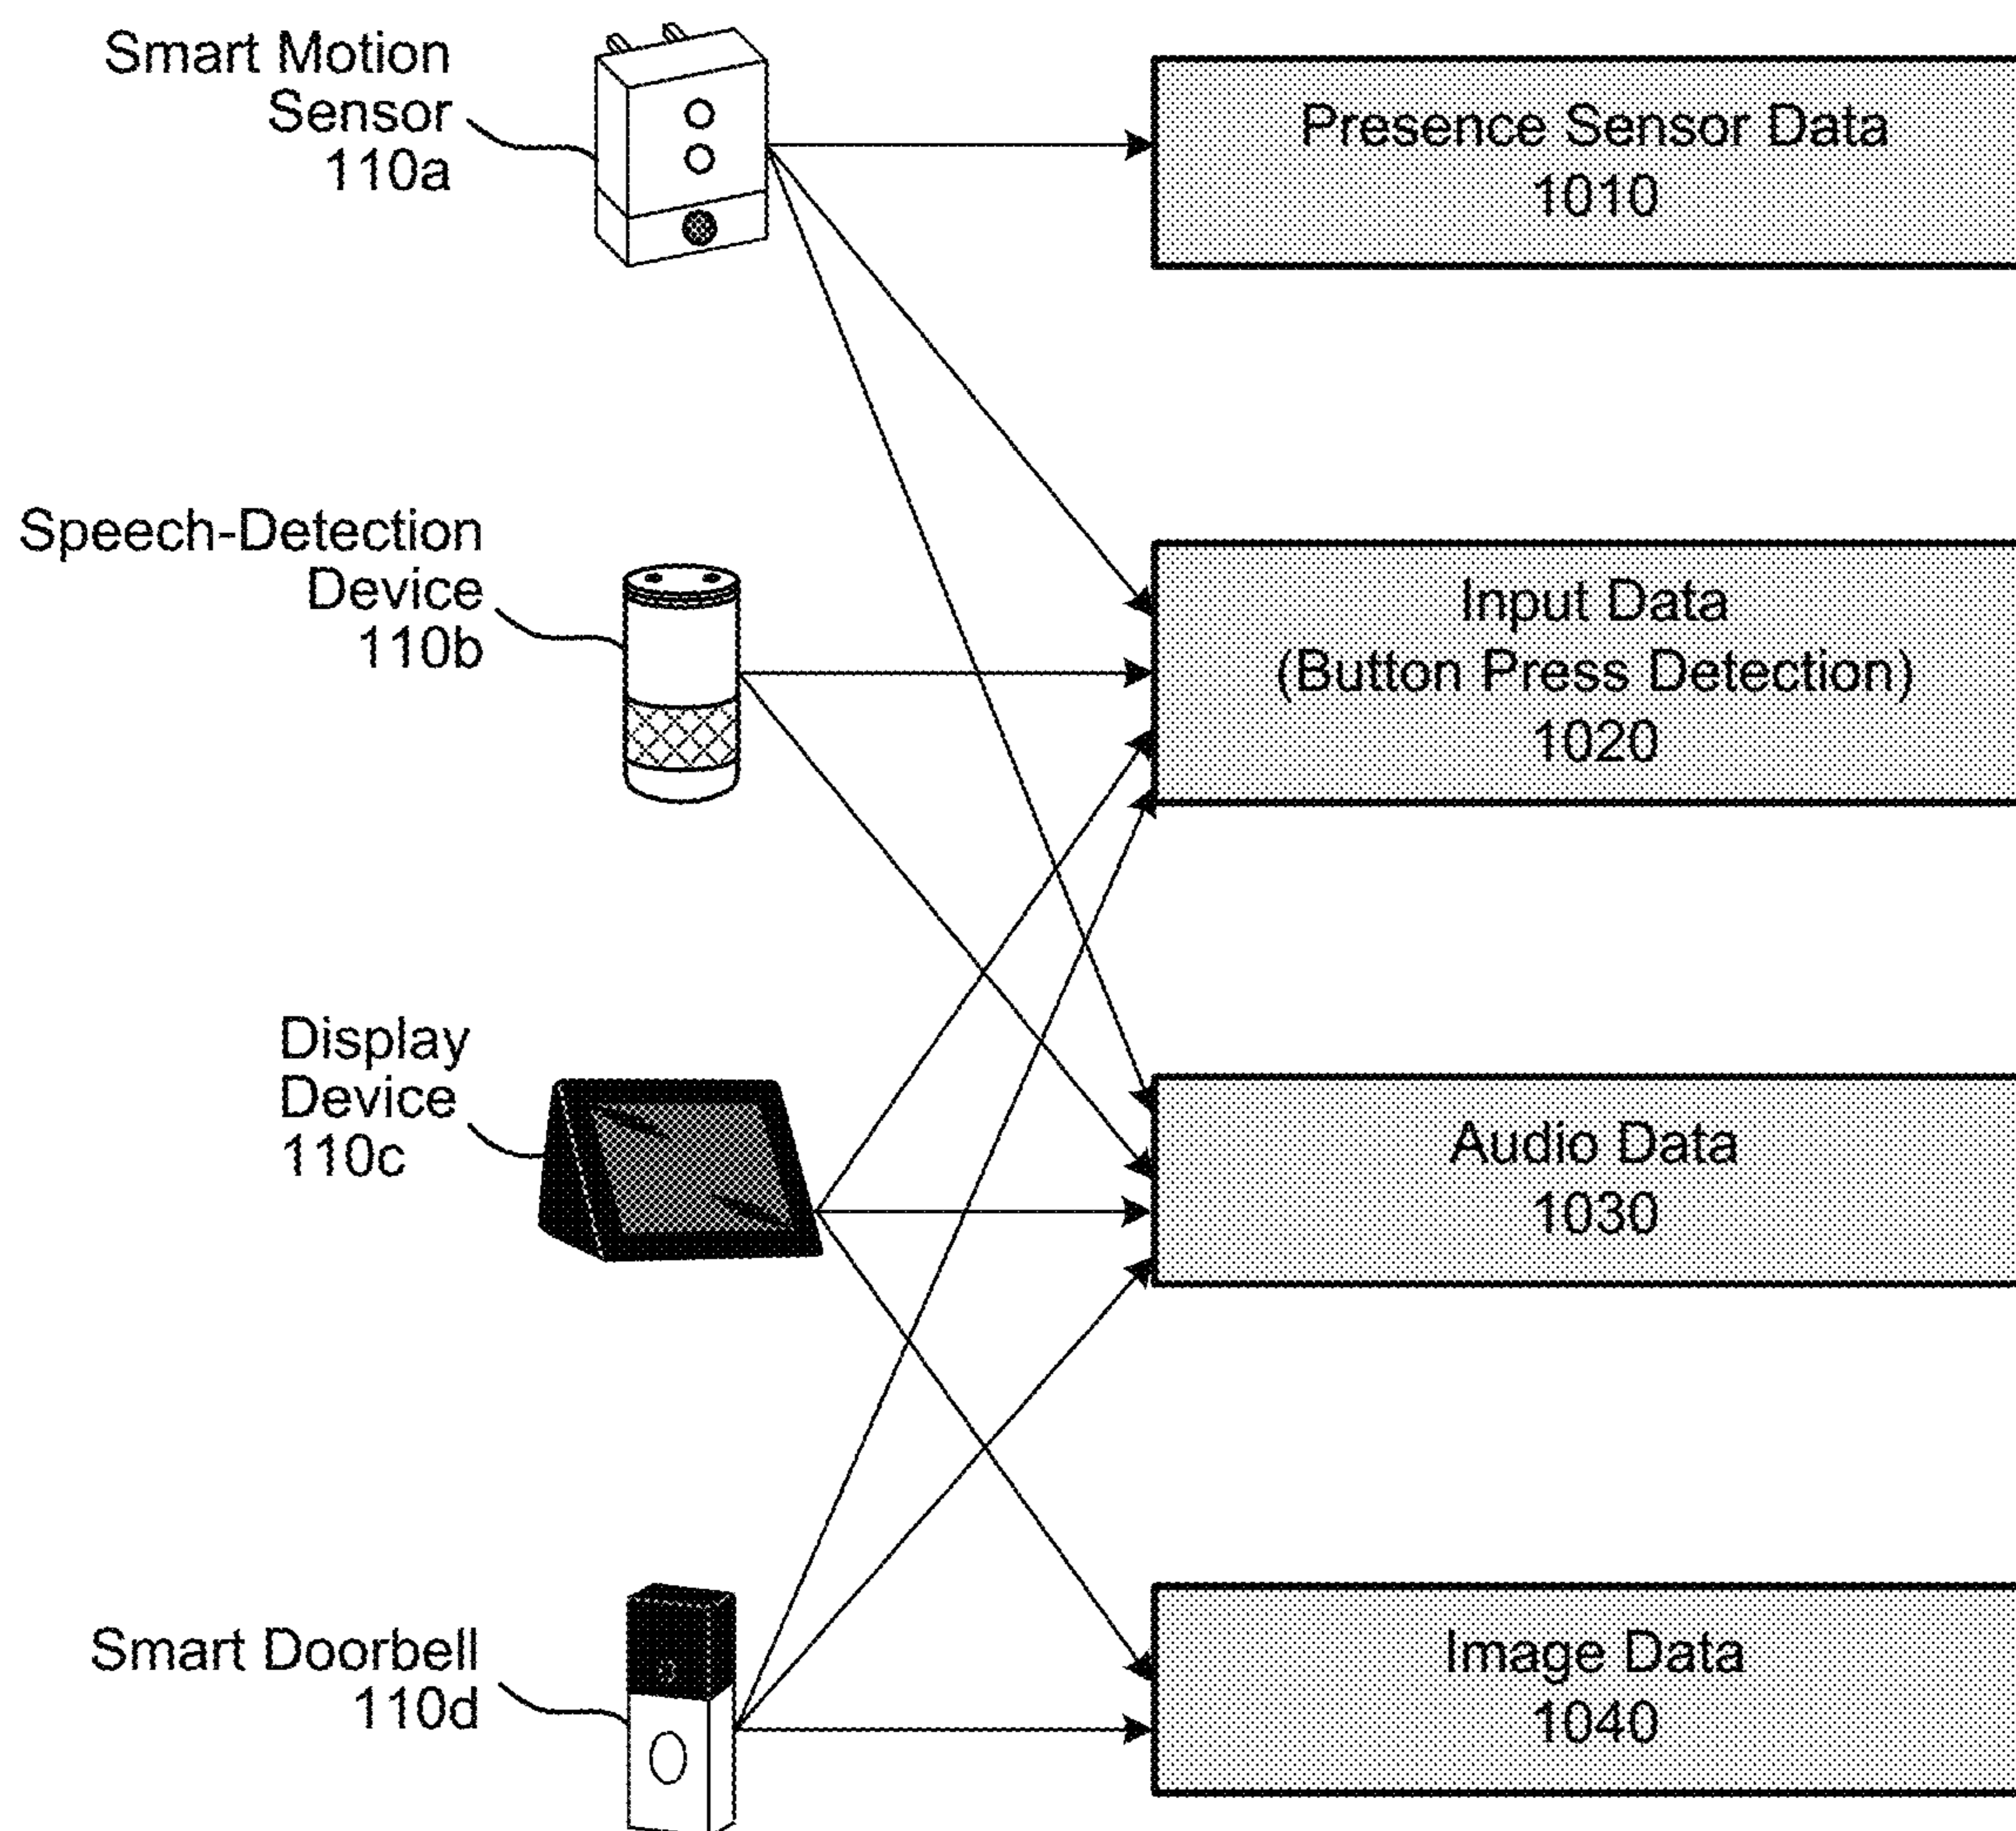 Smart Motion
Sensor
110a
Presence Sensor Data
1010
Speech-Detection
Device
110b
Input Data
(Button Press Detection)
1020
Display
Device
110c
Audio Data
1030
Smart Doorbell
110d
Image Data
1040